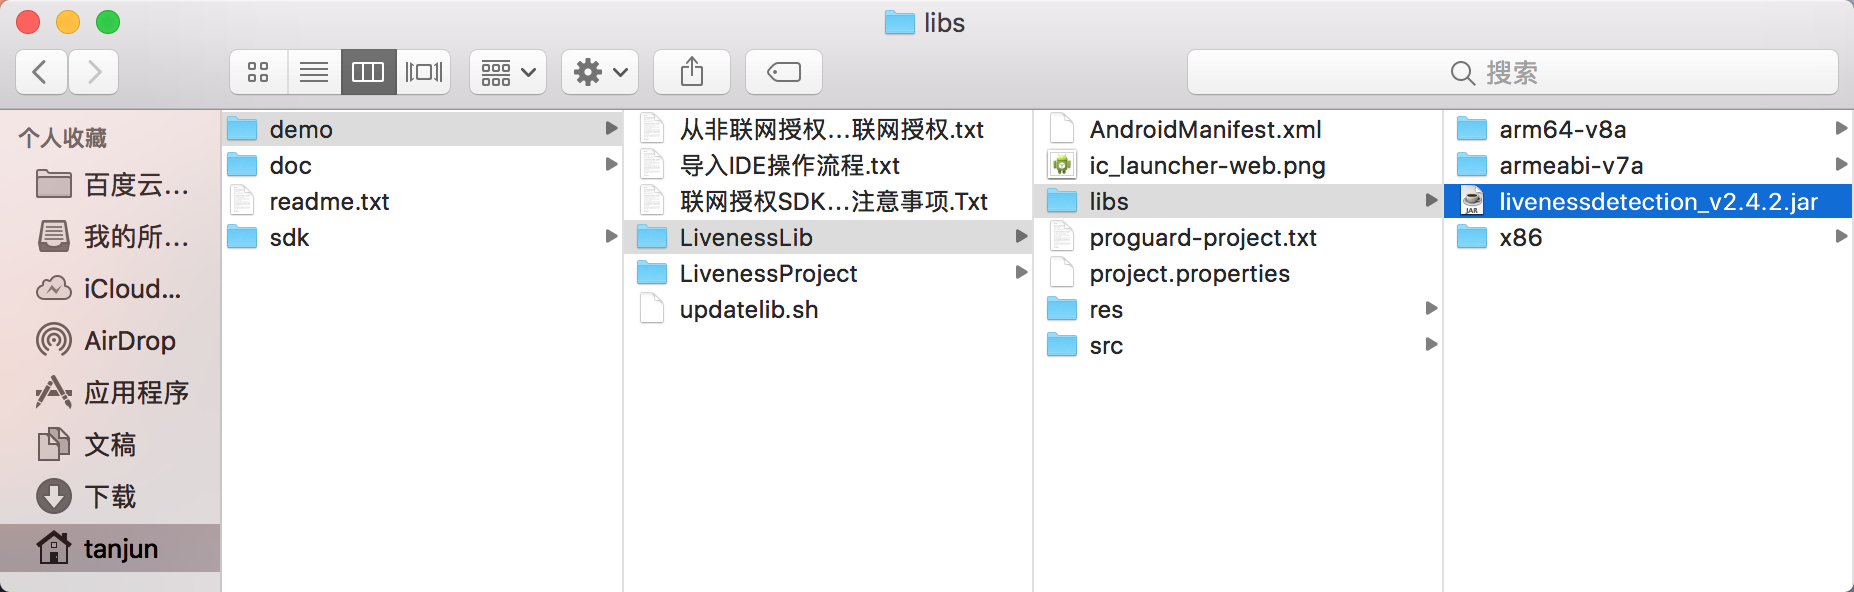 libs
搜索
个人收藏
百度云...
我的所...
iCloud...
AirDrop
应用程序
文稿
下载
tanjun
demo
doc
readme.txt
sdk
从非联网授权...联网授权.txt
导入IDE操作流程.txt
联网授权SDK...注意事项.Txt
LivenessLib
LivenessProject
updatelib.sh
AndroidManifest.xml
ic_launcher-web.png
libs
proguard-project.txt
project.properties
res
src
arm64-v8a
armeabi-v7a
JAR
livenessdetection_v2.4.2.jar
x86